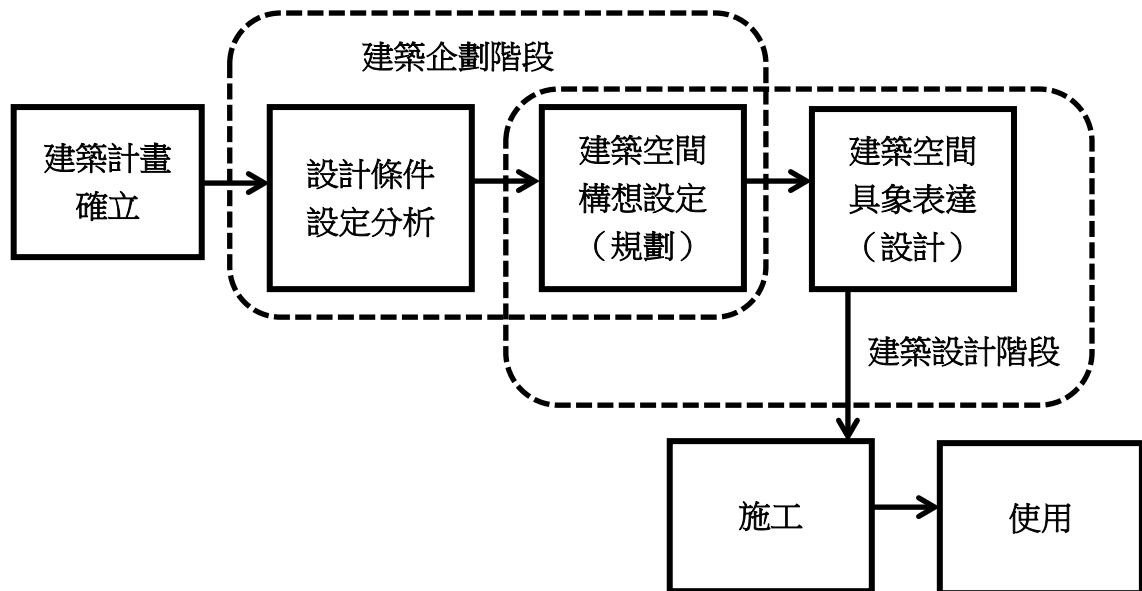 建築企劃階段
建築計畫
確立
設計條件
設定分析
建築空間
構想設定
（規劃）
建築空間
具象表達
（設計）
建築設計階段
施工
使用